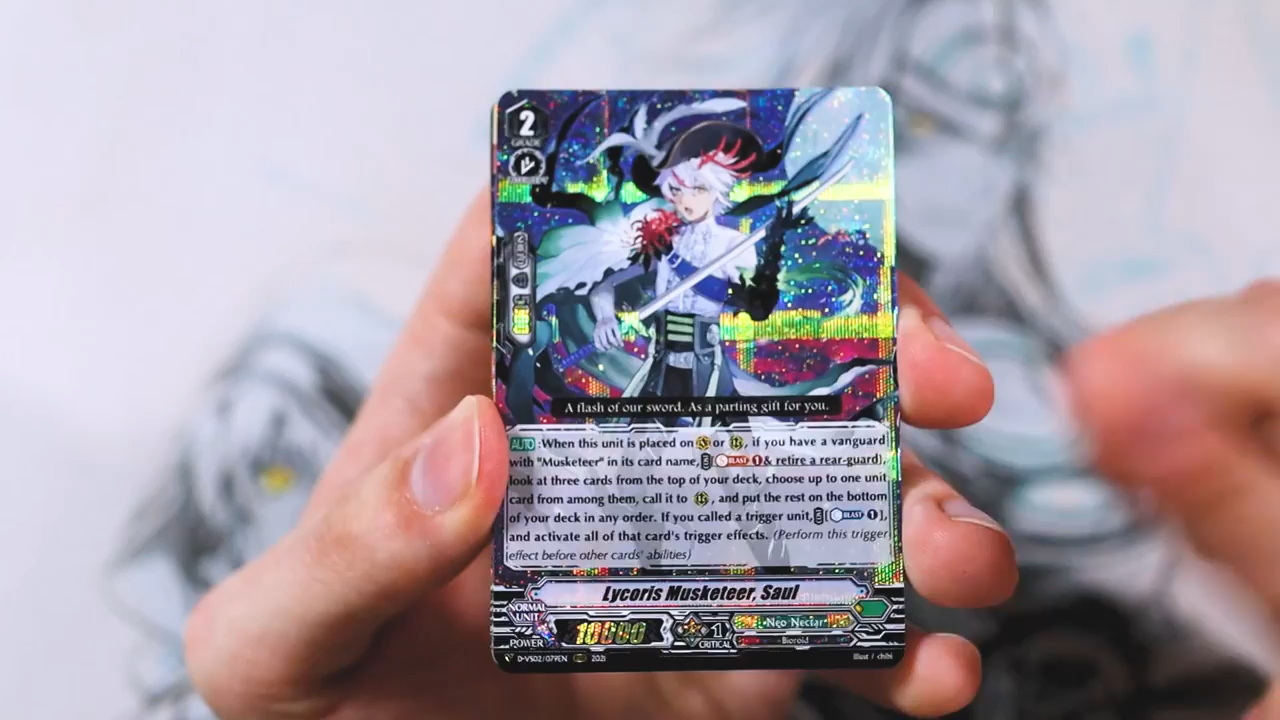 2
GRADE
5000
A flash of our sword. As a parting gift for you.
AUTO:When this unit is placed on V or R, if you have a vanguard
with "Musketeer" in its card name, COST[BLAST 1 & retire a rear-guard],
look at three cards from the top of your deck, choose up to one unit
card from among them, call it to R, and put the rest on the bottom
of your deck in any order. If you called a trigger unit, COST[BLAST 1],
and activate all of that card's trigger effects. (Perform this trigger
effect before other cards' abilities)
Lycoris Musketeer, Saul
NORMAL
UNIT
POWER 10000 1
CRITICAL
Neo Nectar
Bioroid
D-VS02/079EN 2021 Illust / chibi